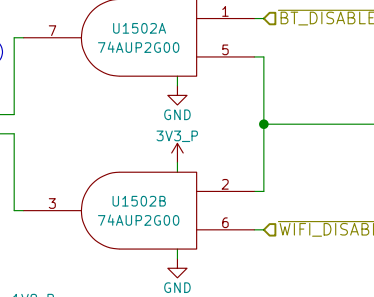 1
BT_DISABLE
7
U1502A
74AUP2G00
5
GND
3V3_P
2
3
U1502B
74AUP2G00
6
WIFI_DISAB
GND